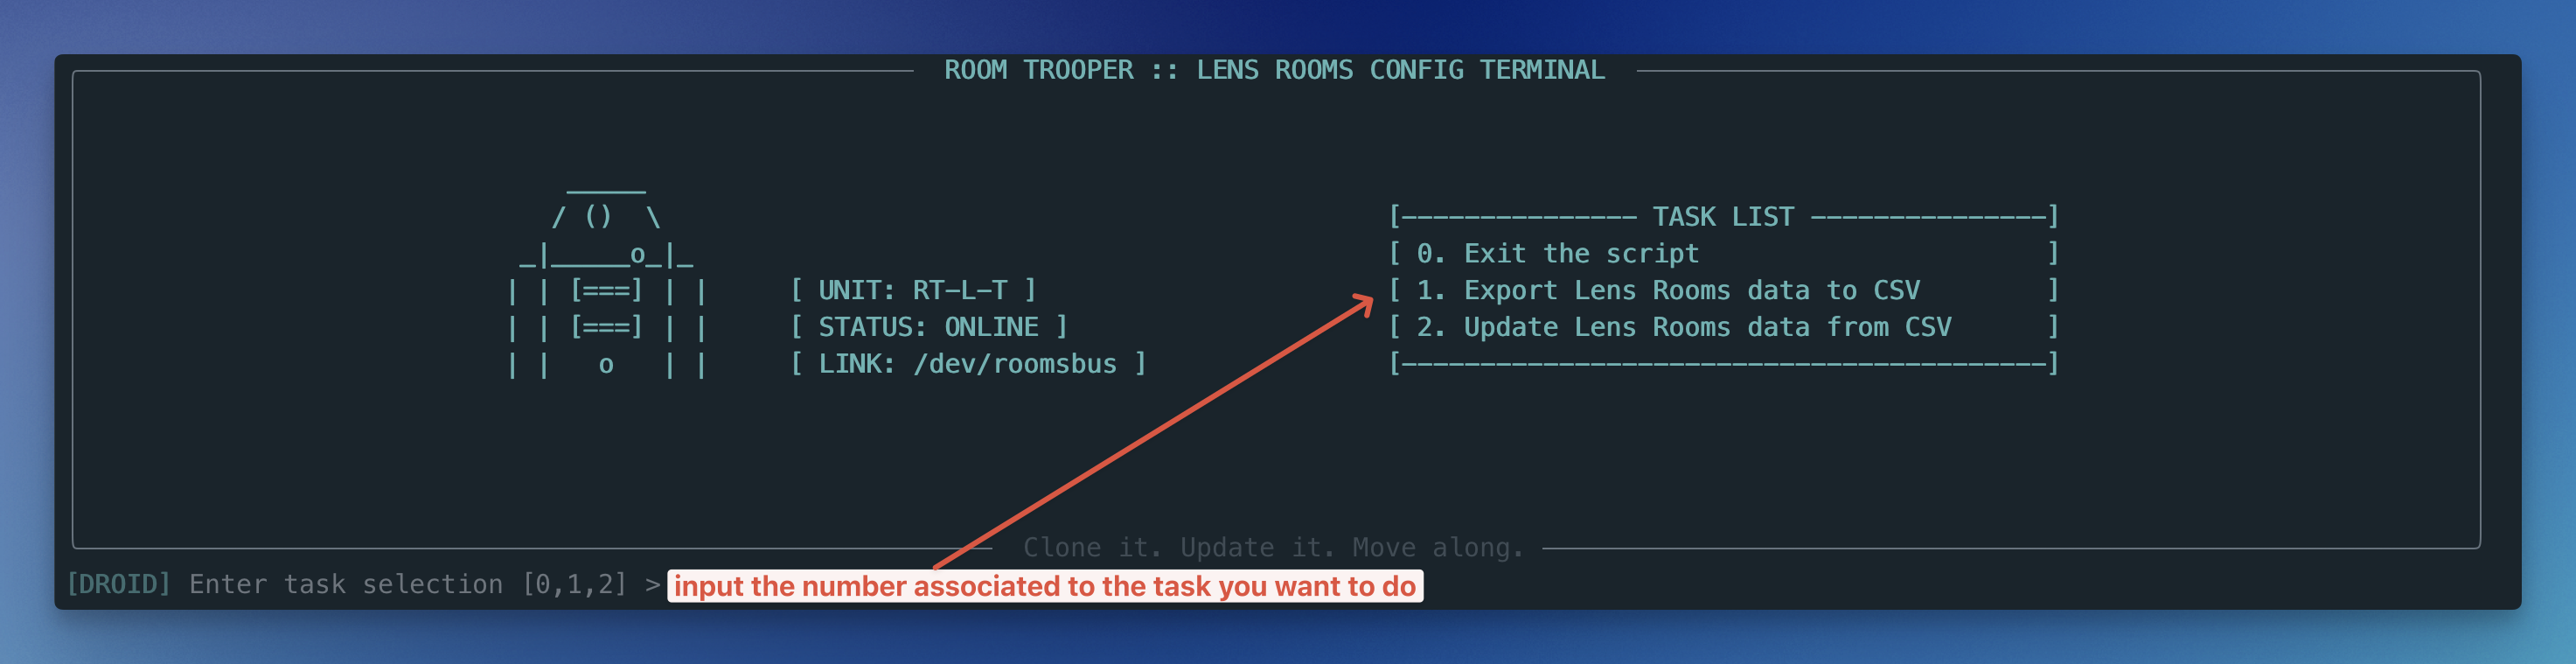 ROOM TROOPER :: LENS ROOMS CONFIG TERMINAL
[ UNIT: RT-L-T ]
[ STATUS: ONLINE ]
[ LINK: /dev/roomsbus ]
[--------------- TASK LIST ---------------]
[ 0. Exit the script ]
[ 1. Export Lens Rooms data to CSV ]
[ 2. Update Lens Rooms data from CSV ]
Clone it. Update it. Move along.
[DROID] Enter task selection [0,1,2] > input the number associated to the task you want to do